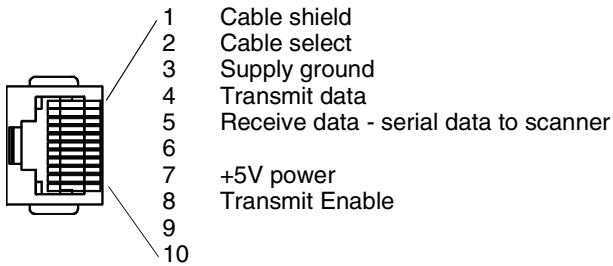 1 Cable shield
2 Cable select
3 Supply ground
4 Transmit data
5 Receive data - serial data to scanner
6
7 +5V power
8 Transmit Enable
9
10